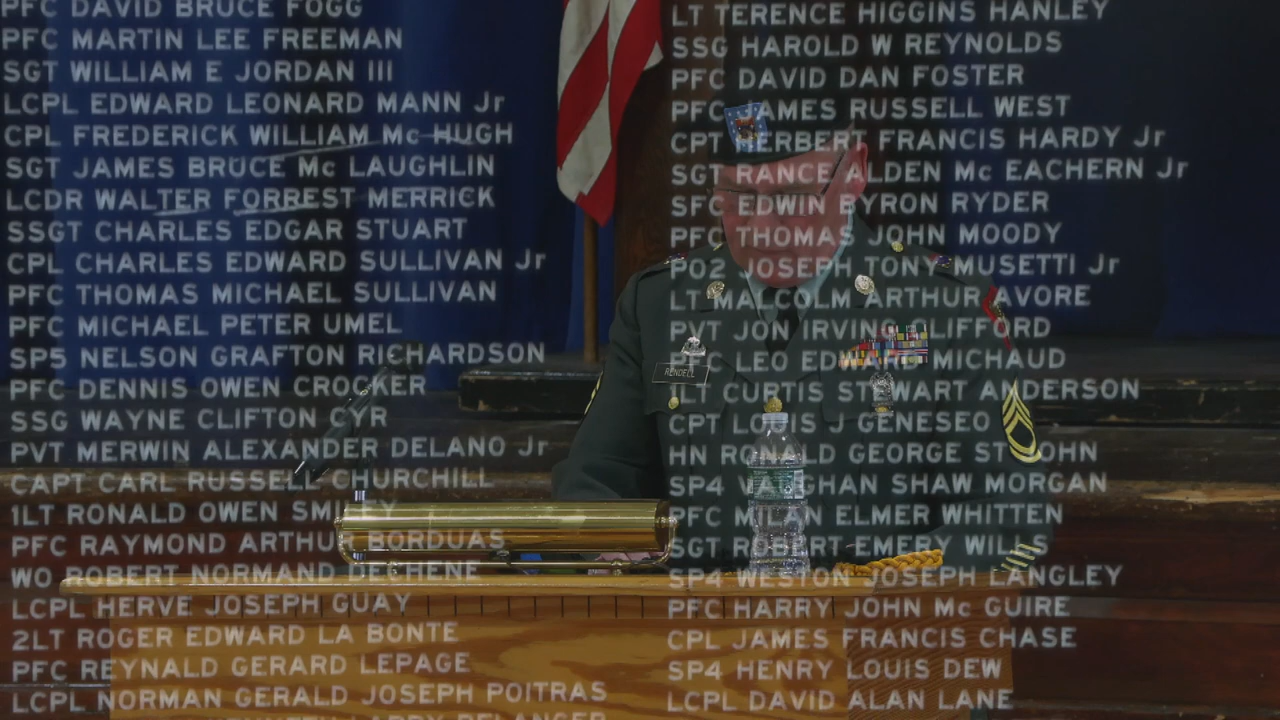 PFC DAVID BRUCE FOGG
PFC MARTIN LEE FREEMAN
SGT WILLIAM E JORDAN III
LCPL EDWARD LEONARD MANN Jr
CPL FREDERICK WILLIAM Mc HUGH
SGT JAMES BRUCE Mc LAUGHLIN
LCDR WALTER FORREST MERRICK
SSGT CHARLES EDGAR STUART
CPL CHARLES EDWARD SULLIVAN Jr
PFC THOMAS MICHAEL SULLIVAN
PFC MICHAEL PETER UMEL
SP5 NELSON GRAFTON RICHARDSON
PFC DENNIS OWEN CROOKER
SSG WAYNE CLIFTON
PVT MERWIN ALEXANDER DELANO Jr
CAPT CARL RUSSELL CHURCHILL
1LT RONALD OWEN SMILEY
PFC RAYMOND ARTHUR BORDUAS
WO ROBERT NORMAND DECHENE
LCPL HERVE JOSEPH GUAY
2LT ROGER EDWARD LA BONTE
PFC REYNALD GERARD LEPAGE
LCPL NORMAN GERALD JOSEPH POITRAS
KENNETH LARRY BELANGER
LT TERENCE HIGGINS HANLEY
SSG HAROLD W REYNOLDS
PFC DAVID DAN FOSTER
PFC JAMES RUSSELL WEST
CPT HERBERT FRANCIS HARDY Jr
SGT RANCE ALDEN Mc EACHERN Jr
SFC EDWIN BYRON RYDER
PFC THOMAS JOHN MOODY
PO2 JOSEPH TONY MUSETTI Jr
LT MALCOLM ARTHUR AVORE
PVT JON IRVING CLIFFORD
PFC LEO EDWARD MICHAUD
1LT CURTIS STEWART ANDERSON
CPT LOUIS J GENESEO
HN RONALD GEORGE ST JOHN
SP4 VAUGHAN SHAW MORGAN
PFC MILAN ELMER WHITTEN
SGT ROBERT EMERY WILLS
SP4 WESTON JOSEPH LANGLEY
PFC HARRY JOHN Mc GUIRE
CPL JAMES FRANCIS CHASE
SP4 HENRY LOUIS DEW
LCPL DAVID ALAN LANE
RENDELL